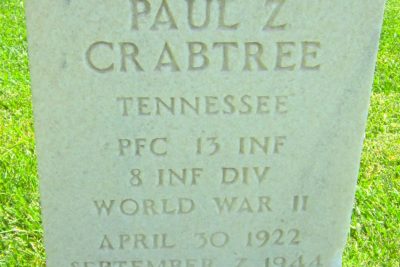 PAUL Z
CRABTREE
TENNESSEE
PFC 13 INF
8 INF DIV
WORLD WAR II
APRIL 30 1922
SEPTEMBER 7 1944